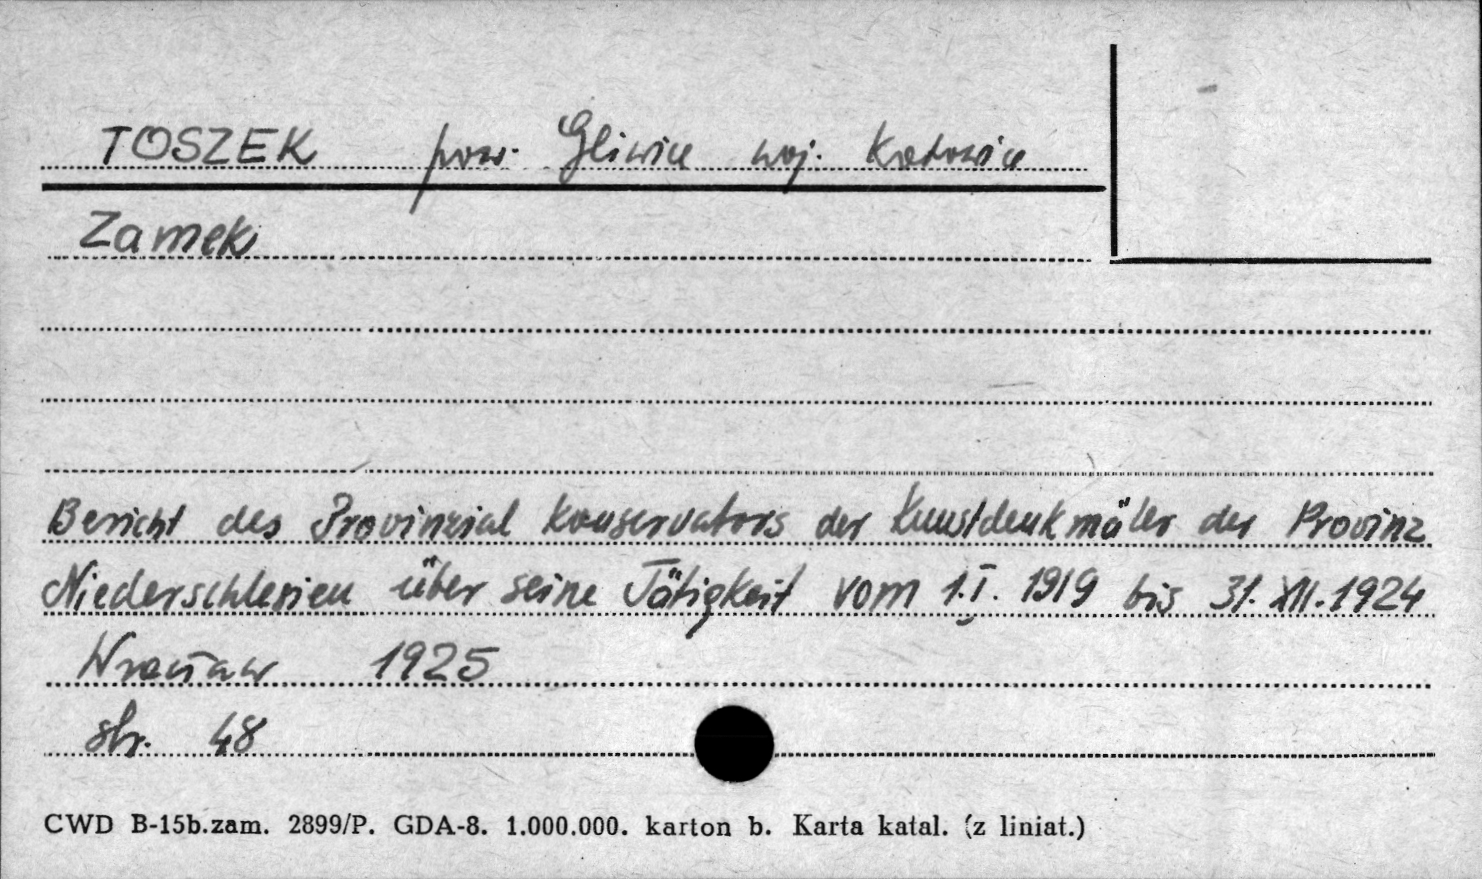 TOSZEK pow. Gliwice woj. Katowice
Zamek
Bericht des Provinzial Konservators der Kunstdenkmäler der Provinz
Niederschlesien über seine Tätigkeit vom 1.I. 1919 bis 31.XII.1924
Wrocław 1925
str. 48
CWD B-15b.zam. 2899/P. GDA-8. 1.000.000. karton b. Karta katal. (z liniat.)